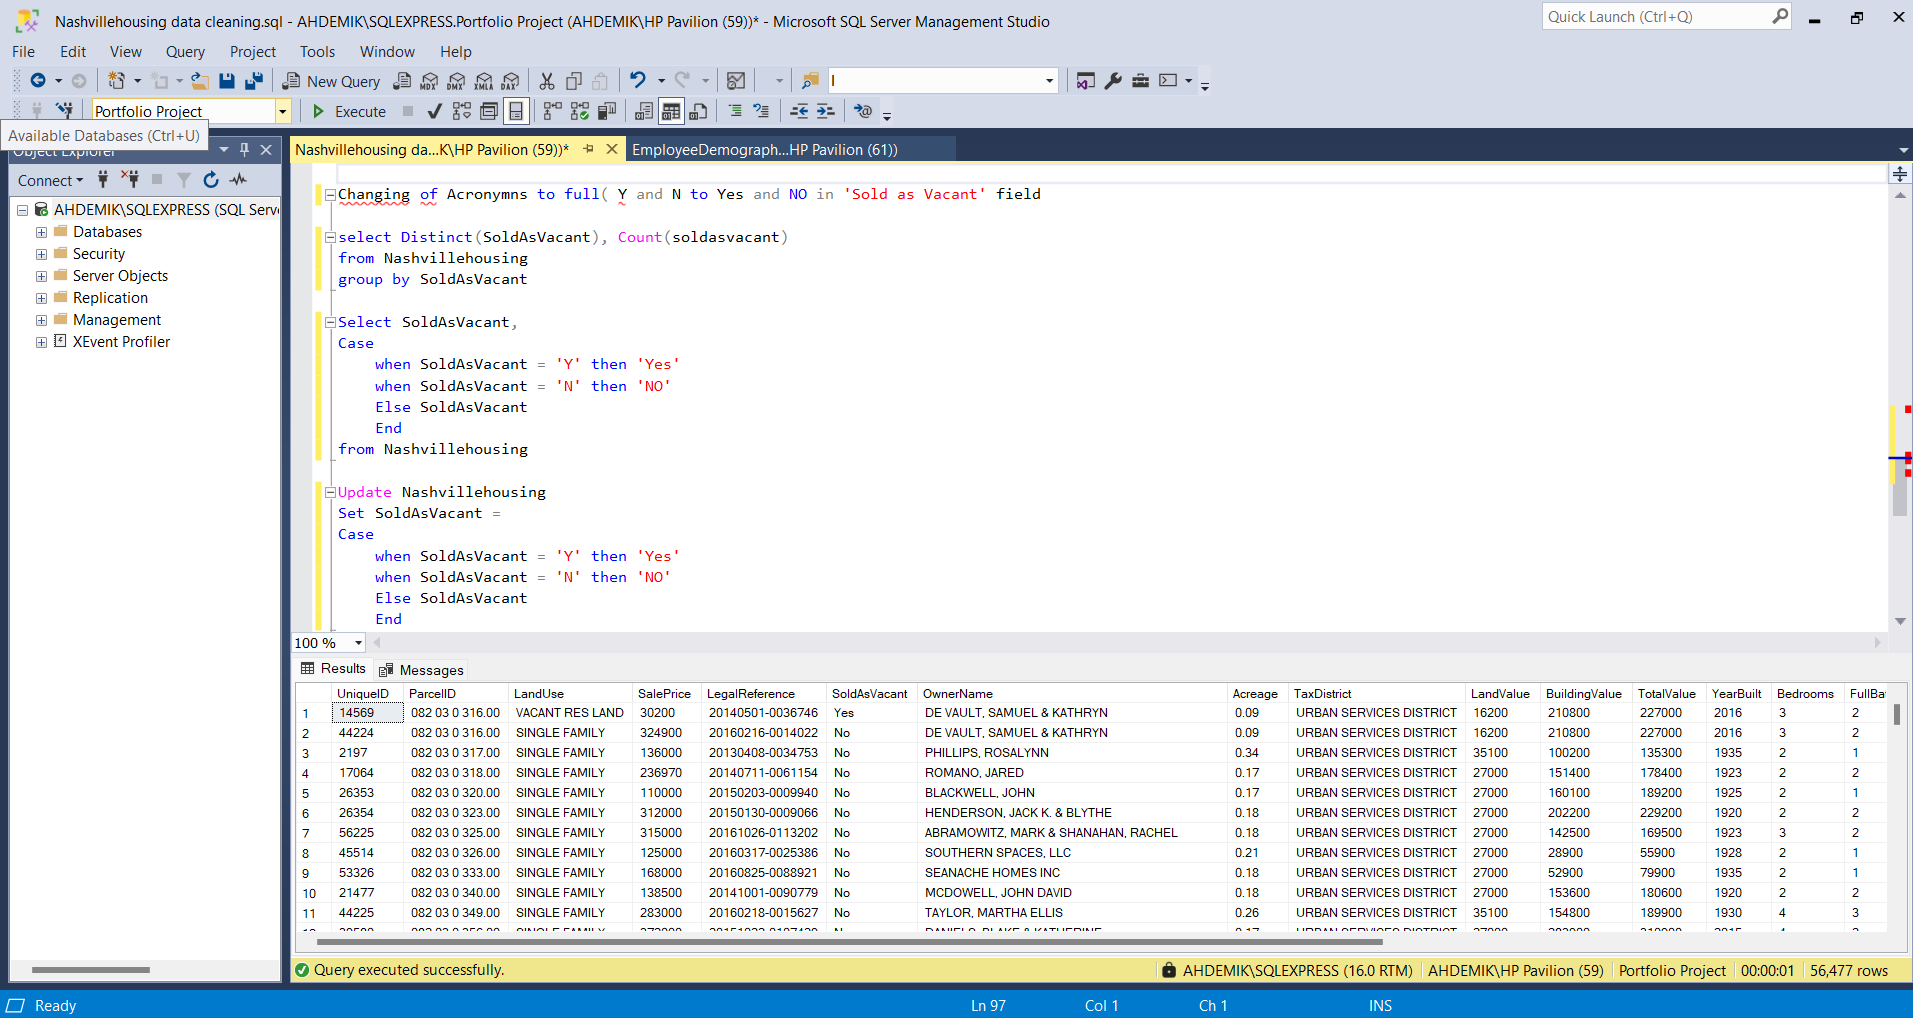 Nashvillehousing data cleaning.sql - AHDEMIK\SQLEXPRESS.Portfolio Project (AHDEMIK\HP Pavilion (59))* - Microsoft SQL Server Management Studio
Quick Launch (Ctrl+Q)
File Edit View Query Project Tools Window Help
New Query MDX DMX XMLA DAX
Portfolio Project Execute
Available Databases (Ctrl+U)
Object Explorer
Nashvillehousing da...K\HP Pavilion (59))* EmployeeDemograph...HP Pavilion (61))
Connect
AHDEMIK\SQLEXPRESS (SQL Serv
Databases
Security
Server Objects
Replication
Management
XEvent Profiler
Changing of Acronymns to full( Y and N to Yes and NO in 'Sold as Vacant' field
select Distinct(SoldAsVacant), Count(soldasvacant)
from Nashvillehousing
group by SoldAsVacant
Select SoldAsVacant,
Case
when SoldAsVacant = 'Y' then 'Yes'
when SoldAsVacant = 'N' then 'NO'
Else SoldAsVacant
End
from Nashvillehousing
Update Nashvillehousing
Set SoldAsVacant =
Case
when SoldAsVacant = 'Y' then 'Yes'
when SoldAsVacant = 'N' then 'NO'
Else SoldAsVacant
End
100 %
Results Messages
UniqueID ParcelID LandUse SalePrice LegalReference SoldAsVacant OwnerName Acreage TaxDistrict LandValue BuildingValue TotalValue YearBuilt Bedrooms FullBa
1 14569 082 03 0 316.00 VACANT RES LAND 30200 20140501-0036746 Yes DE VAULT, SAMUEL & KATHRYN 0.09 URBAN SERVICES DISTRICT 16200 210800 227000 2016 3 2
2 44224 082 03 0 316.00 SINGLE FAMILY 324900 20160216-0014022 No DE VAULT, SAMUEL & KATHRYN 0.09 URBAN SERVICES DISTRICT 16200 210800 227000 2016 3 2
3 2197 082 03 0 317.00 SINGLE FAMILY 136000 20130408-0034753 No PHILLIPS, ROSALYNN 0.34 URBAN SERVICES DISTRICT 35100 100200 135300 1935 2 1
4 17064 082 03 0 318.00 SINGLE FAMILY 236970 20140711-0061154 No ROMANO, JARED 0.17 URBAN SERVICES DISTRICT 27000 151400 178400 1923 2 2
5 26353 082 03 0 320.00 SINGLE FAMILY 110000 20150203-0009940 No BLACKWELL, JOHN 0.17 URBAN SERVICES DISTRICT 27000 160100 189200 1925 2 1
6 26354 082 03 0 323.00 SINGLE FAMILY 312000 20150130-0009066 No HENDERSON, JACK K. & BLYTHE 0.18 URBAN SERVICES DISTRICT 27000 202200 229200 1920 2 2
7 56225 082 03 0 325.00 SINGLE FAMILY 315000 20161026-0113202 No ABRAMOWITZ, MARK & SHANAHAN, RACHEL 0.18 URBAN SERVICES DISTRICT 27000 142500 169500 1923 3 2
8 45514 082 03 0 326.00 SINGLE FAMILY 125000 20160317-0025386 No SOUTHERN SPACES, LLC 0.21 URBAN SERVICES DISTRICT 27000 28900 55900 1928 2 1
9 53326 082 03 0 333.00 SINGLE FAMILY 168000 20160825-0088921 No SEANACHE HOMES INC 0.18 URBAN SERVICES DISTRICT 27000 52900 79900 1935 2 1
10 21477 082 03 0 340.00 SINGLE FAMILY 138500 20141001-0090779 No MCDOWELL, JOHN DAVID 0.18 URBAN SERVICES DISTRICT 27000 153600 180600 1920 2 2
11 44225 082 03 0 349.00 SINGLE FAMILY 283000 20160218-0015627 No TAYLOR, MARTHA ELLIS 0.26 URBAN SERVICES DISTRICT 35100 154800 189900 1930 4 3
Query executed successfully. AHDEMIK\SQLEXPRESS (16.0 RTM) AHDEMIK\HP Pavilion (59) Portfolio Project 00:00:01 56,477 rows
Ready Ln 97 Col 1 Ch 1 INS